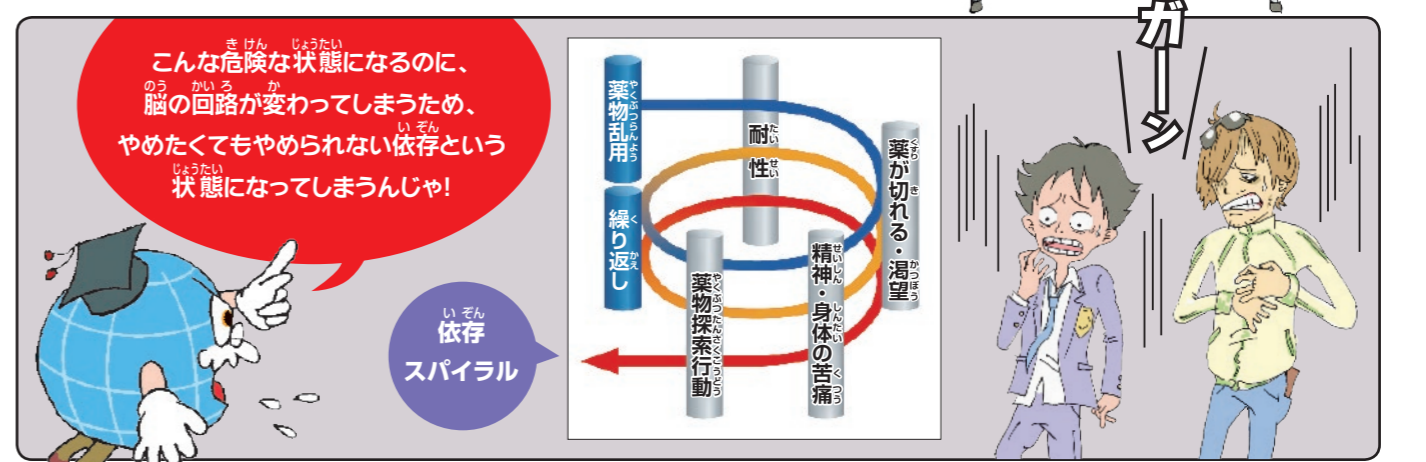 こんな危険な状態になるのに、
脳の回路が変わってしまうため、
やめたくてもやめられない依存という
状態になってしまうんじゃ!
依存
スパイラル
薬物乱用
繰り返し
耐性
薬が切れる・渇望
精神・身体の苦痛
薬物探索行動
ガーン